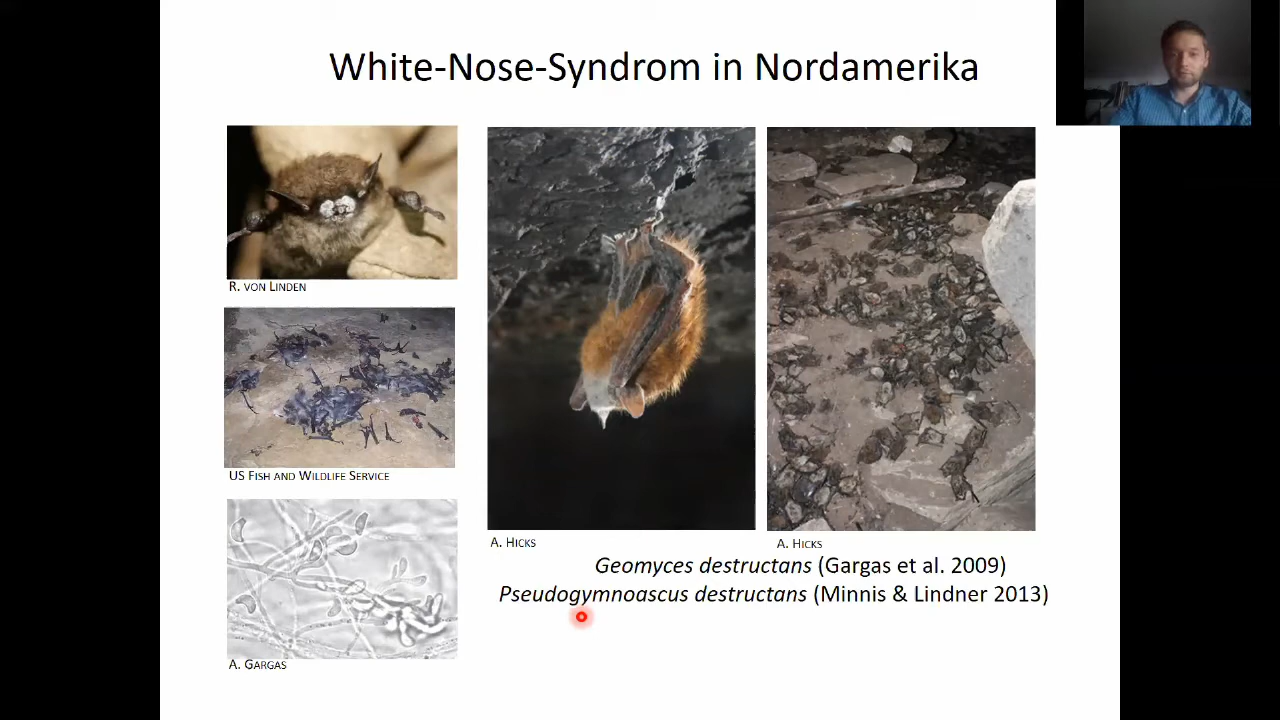 White-Nose-Syndrom in Nordamerika
R. von Linden
US Fish and Wildlife Service
A. Gargas
A. Hicks
A. Hicks
Geomyces destructans (Gargas et al. 2009)
Pseudogymnoascus destructans (Minnis & Lindner 2013)